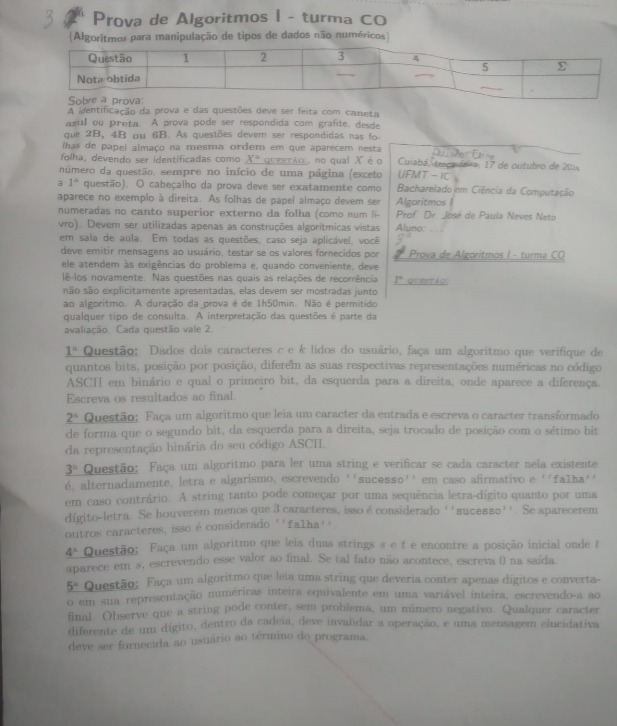 3 2ª Prova de Algoritmos I - turma CO
[Algoritmos para manipulação de tipos de dados não numéricos]
Questão 1 2 3 4 5 Σ
Nota obtida
Sobre a prova:
A identificação da prova e das questões deve ser feita com caneta
azul ou preta. A prova pode ser respondida com grafite, desde
que 2B, 4B ou 6B. As questões devem ser respondidas nas fo-
lhas de papel almaço na mesma ordem em que aparecem nesta
folha, devendo ser identificadas como Xª questão, no qual X é o
número da questão, sempre no início de uma página (exceto
a 1ª questão). O cabeçalho da prova deve ser exatamente como
aparece no exemplo à direita. As folhas de papel almaço devem ser
numeradas no canto superior externo da folha (como num li-
vro). Devem ser utilizadas apenas as construções algorítmicas vistas
em sala de aula. Em todas as questões, caso seja aplicável, você
deve emitir mensagens ao usuário, testar se os valores fornecidos por
ele atendem às exigências do problema e, quando conveniente, deve
lê-los novamente. Nas questões nas quais as relações de recorrência
não são explicitamente apresentadas, elas devem ser mostradas junto
ao algoritmo. A duração da prova é de 1h50min. Não é permitido
qualquer tipo de consulta. A interpretação das questões é parte da
avaliação. Cada questão vale 2.
Cuiabá, 17 de outubro de
UFMT - IC
Bacharelado em Ciência da Computação
Algoritmos I
Prof. Dr. José de Paula Neves Neto
Aluno: ...
3ª
Prova de Algoritmos I - turma CO
1ª questão:
1ª Questão: Dados dois caracteres c e k lidos do usuário, faça um algoritmo que verifique de
quantos bits, posição por posição, diferem as suas respectivas representações numéricas no código
ASCII em binário e qual o primeiro bit, da esquerda para a direita, onde aparece a diferença.
Escreva os resultados ao final.
2ª Questão: Faça um algoritmo que leia um caracter da entrada e escreva o caracter transformado
de forma que o segundo bit, da esquerda para a direita, seja trocado de posição com o sétimo bit
da representação binária do seu código ASCII.
3ª Questão: Faça um algoritmo para ler uma string e verificar se cada caracter nela existente
é, alternadamente, letra e algarismo, escrevendo ''sucesso'' em caso afirmativo e ''falha''
em caso contrário. A string tanto pode começar por uma sequência letra-dígito quanto por uma
dígito-letra. Se houverem menos que 3 caracteres, isso é considerado ''sucesso''. Se aparecerem
outros caracteres, isso é considerado ''falha''.
4ª Questão: Faça um algoritmo que leia duas strings s e t e encontre a posição inicial onde t
aparece em s, escrevendo esse valor ao final. Se tal fato não acontece, escreva 0 na saída.
5ª Questão: Faça um algoritmo que leia uma string que deveria conter apenas dígitos e converta-
o em sua representação numéricas inteira equivalente em uma variável inteira, escrevendo-a ao
final. Observe que a string pode conter, sem problema, um número negativo. Qualquer caracter
diferente de um dígito, dentro da cadeia, deve invalidar a operação, e uma mensagem elucidativa
deve ser fornecida ao usuário ao término do programa.